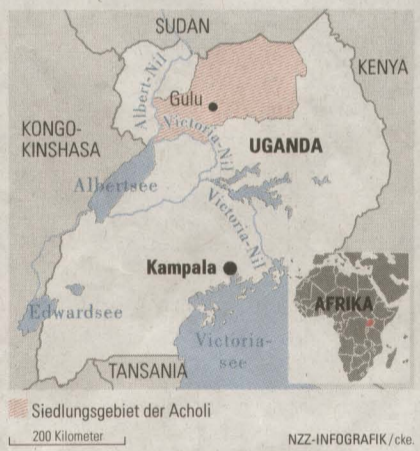 SUDAN
KENYA
Albert-Nil
Gulu
KONGO-
KINSHASA
Victoria-Nil
UGANDA
Albertsee
Victoria-Nil
Kampala
AFRIKA
Edwardsee
Victoria-
see
TANSANIA
Siedlungsgebiet der Acholi
200 Kilometer
NZZ-INFOGRAFIK/cke.